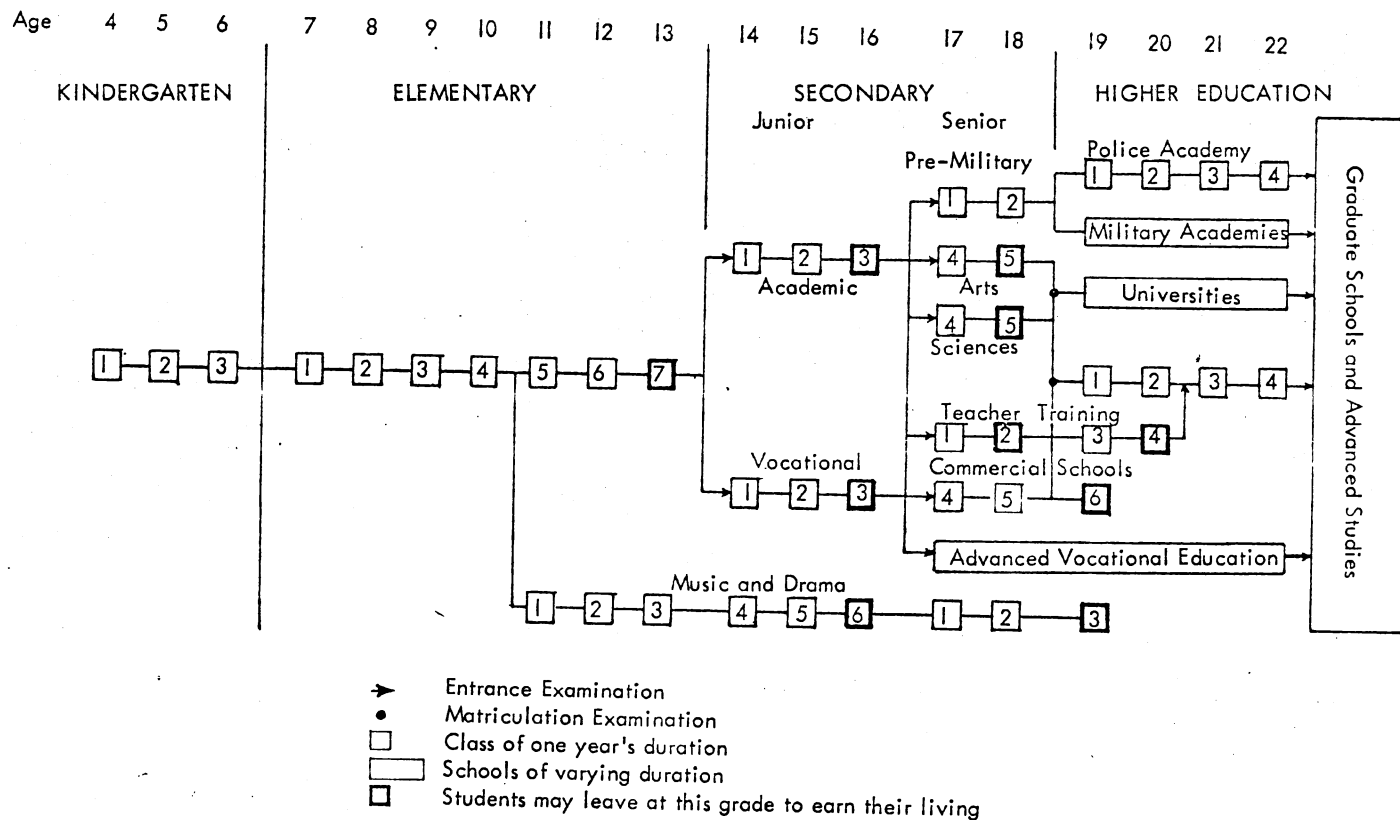 Age 4 5 6 7 8 9 10 11 12 13 14 15 16 17 18 19 20 21 22
KINDERGARTEN ELEMENTARY SECONDARY HIGHER EDUCATION
Junior Senior
Pre-Military
1 2
Police Academy
1 2 3 4
Military Academies
1 2 3
Academic
4 5
Arts
Universities
4 5
Sciences
1 2 3 1 2 3 4 5 6 7
1 2 3 4
Teacher Training
1 2 3 4
Vocational
1 2 3
Commercial Schools
4 5 6
Advanced Vocational Education
Music and Drama
1 2 3 4 5 6 1 2 3
Graduate Schools and Advanced Studies
Entrance Examination
Matriculation Examination
Class of one year's duration
Schools of varying duration
Students may leave at this grade to earn their living